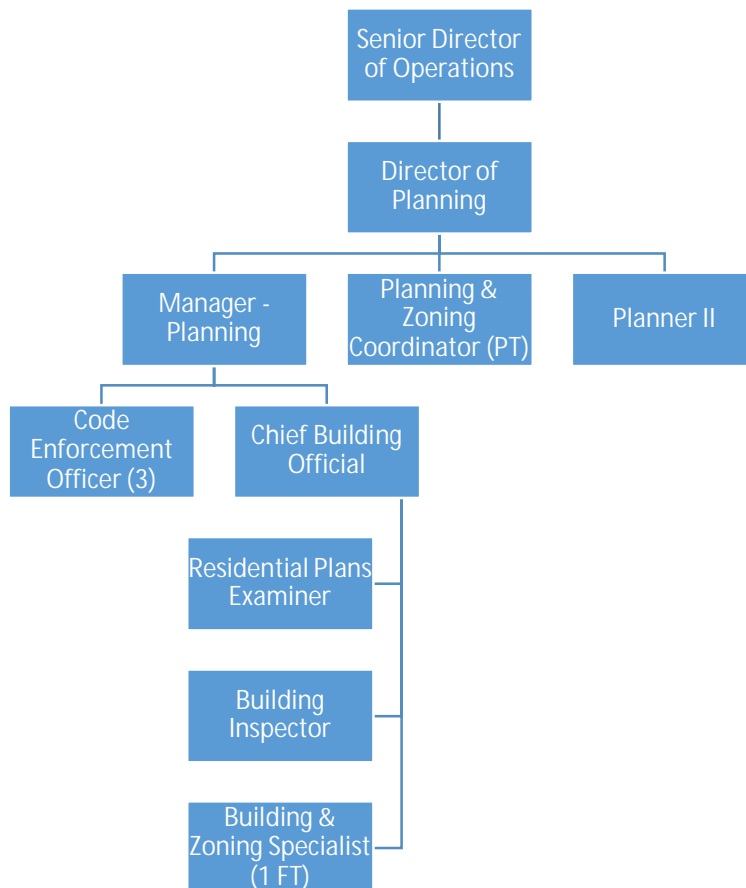 Senior Director
of Operations
Director of
Planning
Manager -
Planning
Planning &
Zoning
Coordinator (PT)
Planner II
Code
Enforcement
Officer (3)
Chief Building
Official
Residential Plans
Examiner
Building
Inspector
Building &
Zoning Specialist
(1 FT)